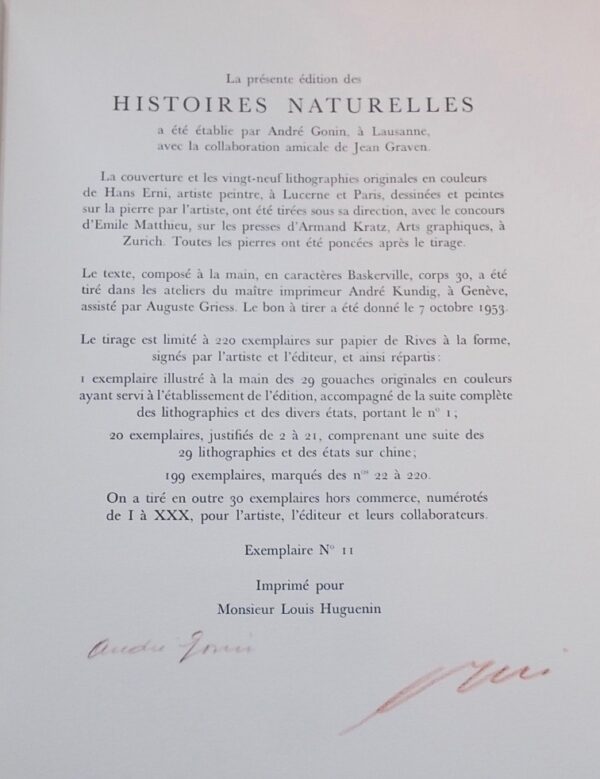 La présente édition des
HISTOIRES NATURELLES
a été établie par André Gonin, à Lausanne,
avec la collaboration amicale de Jean Graven.
La couverture et les vingt-neuf lithographies originales en couleurs
de Hans Erni, artiste peintre, à Lucerne et Paris, dessinées et peintes
sur la pierre par l'artiste, ont été tirées sous sa direction, avec le concours
d'Emile Matthieu, sur les presses d'Armand Kratz, Arts graphiques, à
Zurich. Toutes les pierres ont été poncées après le tirage.
Le texte, composé à la main, en caractères Baskerville, corps 30, a été
tiré dans les ateliers du maître imprimeur André Kundig, à Genève,
assisté par Auguste Griess. Le bon à tirer a été donné le 7 octobre 1953.
Le tirage est limité à 220 exemplaires sur papier de Rives à la forme,
signés par l'artiste et l'éditeur, et ainsi répartis :
1 exemplaire illustré à la main des 29 gouaches originales en couleurs
ayant servi à l'établissement de l'édition, accompagné de la suite complète
des lithographies et des divers états, portant le n° 1 ;
20 exemplaires, justifiés de 2 à 21, comprenant une suite des
29 lithographies et des états sur chine ;
199 exemplaires, marqués des nos 22 à 220.
On a tiré en outre 30 exemplaires hors commerce, numérotés
de I à XXX, pour l'artiste, l'éditeur et leurs collaborateurs.
Exemplaire N° 11
Imprimé pour
Monsieur Louis Huguenin
André Gonin
Erni